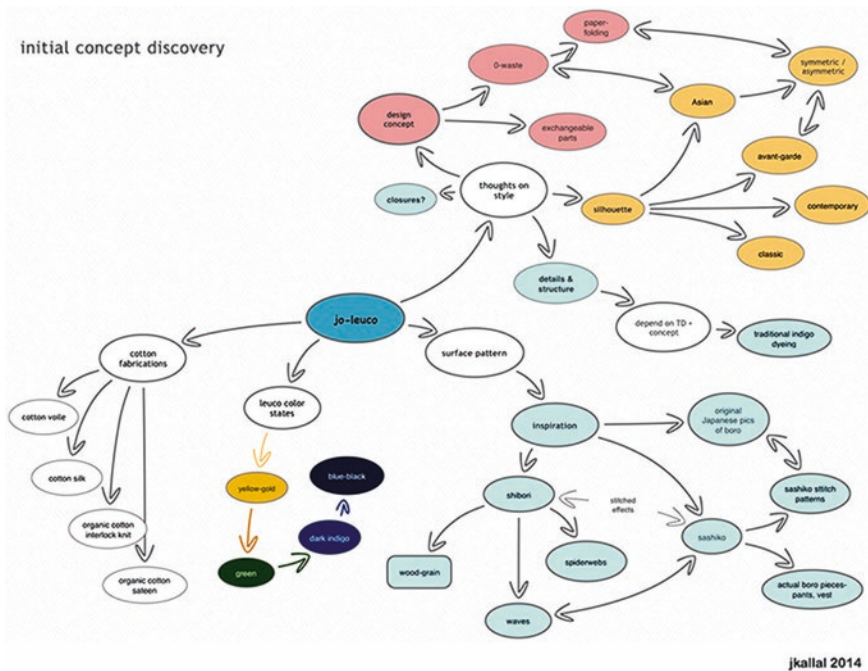 initial concept discovery
paper-
folding
0-waste
symmetric /
asymmetric
Asian
design
concept
exchangeable
parts
avant-garde
thoughts on
style
closures?
silhouette
contemporary
classic
details &
structure
jo-leuco
depend on TD +
concept
traditional indigo
dyeing
cotton
fabrications
surface pattern
leuco color
states
cotton voile
inspiration
original
Japanese pics
of boro
cotton silk
yellow-gold
blue-black
shibori
stitched
effects
sashiko sttitch
patterns
organic cotton
interlock knit
dark indigo
sashiko
wood-grain
spiderwebs
green
organic cotton
sateen
actual boro pieces-
pants, vest
waves
jkallal 2014